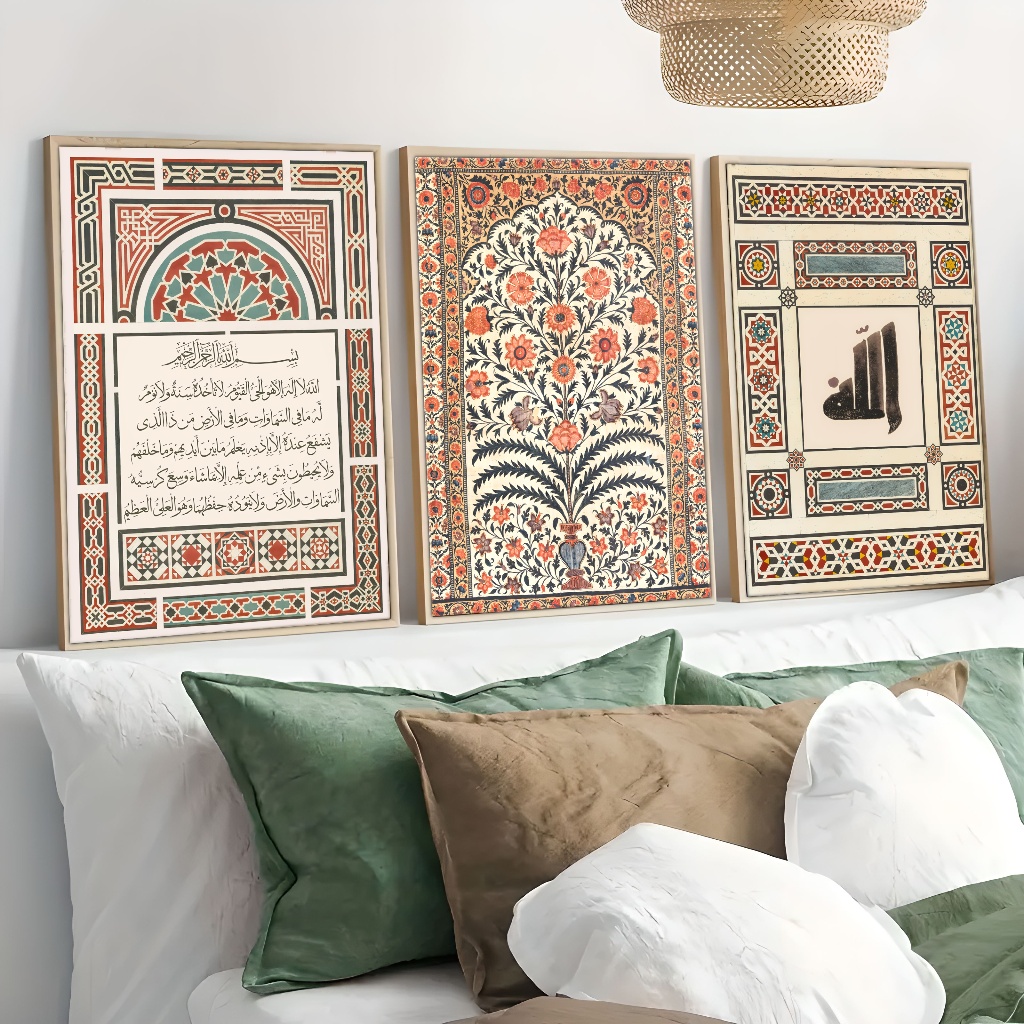 بسم الله الرحمن الرحيم
الله لا إله إلا هو الحي القيوم لا تأخذه سنة ولا نوم
له ما في السماوات وما في الأرض من ذا الذي
يشفع عنده إلا بإذنه يعلم ما بين أيديهم وما خلفهم
ولا يحيطون بشيء من علمه إلا بما شاء وسع كرسيه
السماوات والأرض ولا يئوده حفظهما وهو العلي العظيم
الله